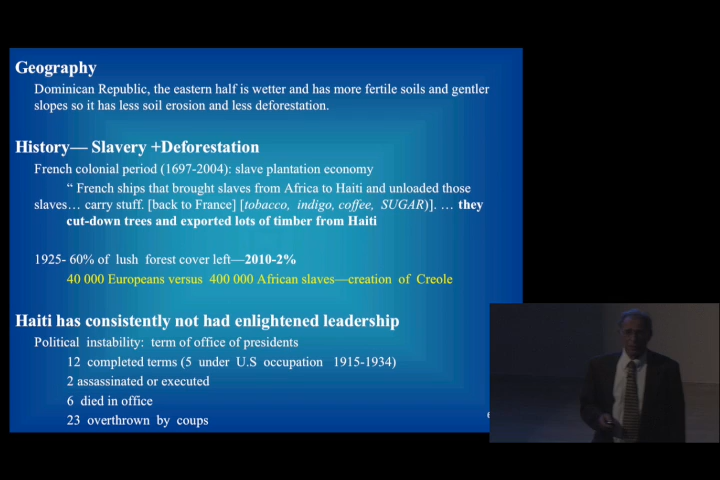 Geography
Dominican Republic, the eastern half is wetter and has more fertile soils and gentler
slopes so it has less soil erosion and less deforestation.
History— Slavery +Deforestation
French colonial period (1697-2004): slave plantation economy
“ French ships that brought slaves from Africa to Haiti and unloaded those
slaves… carry stuff. [back to France] [tobacco, indigo, coffee, SUGAR)]. … they
cut-down trees and exported lots of timber from Haiti
1925- 60% of lush forest cover left—2010-2%
40 000 Europeans versus 400 000 African slaves—creation of Creole
Haiti has consistently not had enlightened leadership
Political instability: term of office of presidents
12 completed terms (5 under U.S occupation 1915-1934)
2 assassinated or executed
6 died in office
23 overthrown by coups